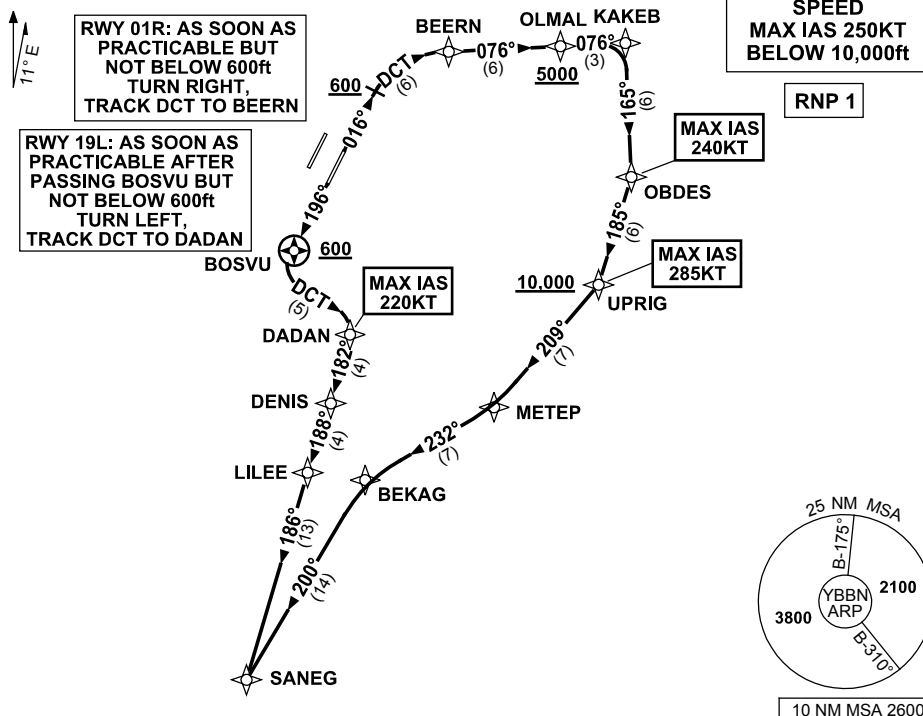 11° E
RWY 01R: AS SOON AS
PRACTICABLE BUT
NOT BELOW 600ft
TURN RIGHT,
TRACK DCT TO BEERN
RWY 19L: AS SOON AS
PRACTICABLE AFTER
PASSING BOSVU BUT
NOT BELOW 600ft
TURN LEFT,
TRACK DCT TO DADAN
SPEED
MAX IAS 250KT
BELOW 10,000ft
RNP 1
BEERN
OLMAL
KAKEB
076°
(6)
076°
(3)
5000
DCT
(6)
600
016°
165°
(6)
MAX IAS
240KT
OBDES
196°
BOSVU
600
185°
(6)
MAX IAS
285KT
10,000
UPRIG
DCT
(5)
MAX IAS
220KT
DADAN
182°
(4)
209°
(7)
DENIS
METEP
188°
(4)
232°
(7)
LILEE
BEKAG
186°
(13)
200°
(14)
SANEG
25 NM MSA
B-175°
YBBN
ARP
2100
3800
B-310°
10 NM MSA 2600